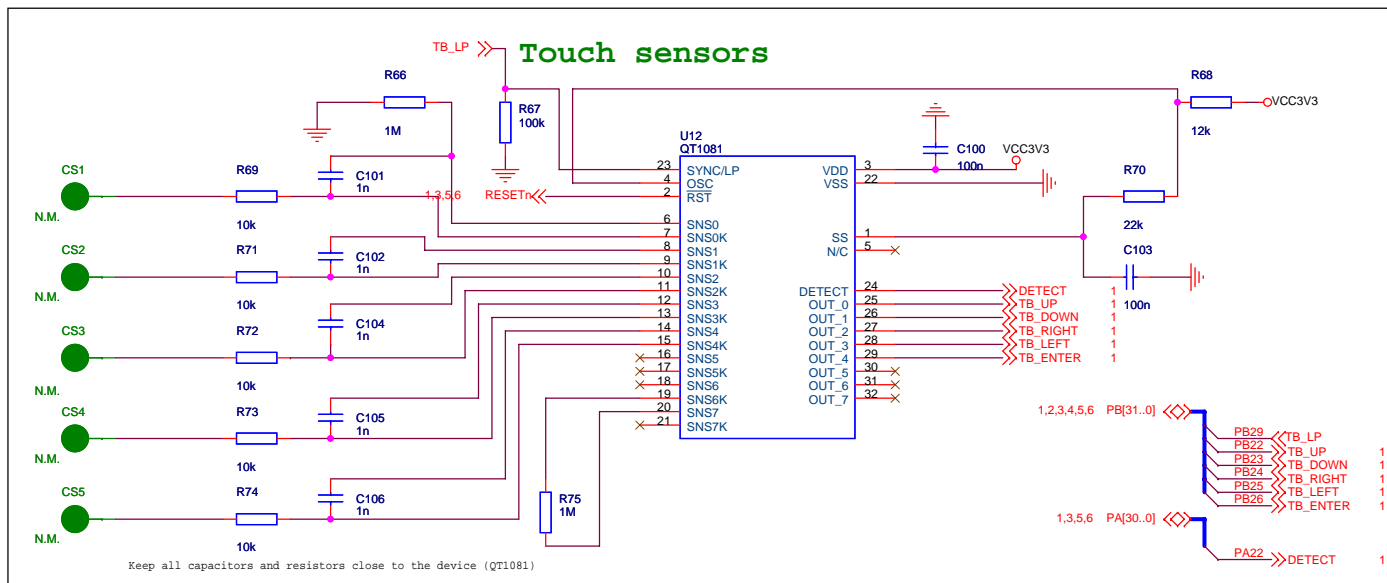 Touch sensors
TB_LP
R66
1M
R67
100k
R68
12k
VCC3V3
U12
QT1081
C100
100n
VCC3V3
CS1
N.M.
R69
10k
C101
1n
1,3,5,6 RESETn
R70
22k
C103
100n
CS2
N.M.
R71
10k
C102
1n
CS3
N.M.
R72
10k
C104
1n
CS4
N.M.
R73
10k
C105
1n
CS5
N.M.
R74
10k
C106
1n
R75
1M
23 SYNC/LP
4 OSC
2 RST
6 SNS0
7 SNS0K
8 SNS1
9 SNS1K
10 SNS2
11 SNS2K
12 SNS3
13 SNS3K
14 SNS4
15 SNS4K
16 SNS5
17 SNS5K
18 SNS6
19 SNS6K
20 SNS7
21 SNS7K
VDD 3
VSS 22
SS 1
N/C 5
DETECT 24 DETECT 1
OUT_0 25 TB_UP 1
OUT_1 26 TB_DOWN 1
OUT_2 27 TB_RIGHT 1
OUT_3 28 TB_LEFT 1
OUT_4 29 TB_ENTER 1
OUT_5 30
OUT_6 31
OUT_7 32
1,2,3,4,5,6 PB[31..0]
PB29 TB_LP
PB22 TB_UP 1
PB23 TB_DOWN 1
PB24 TB_RIGHT 1
PB25 TB_LEFT 1
PB26 TB_ENTER 1
1,3,5,6 PA[30..0]
PA22 DETECT 1
Keep all capacitors and resistors close to the device (QT1081)